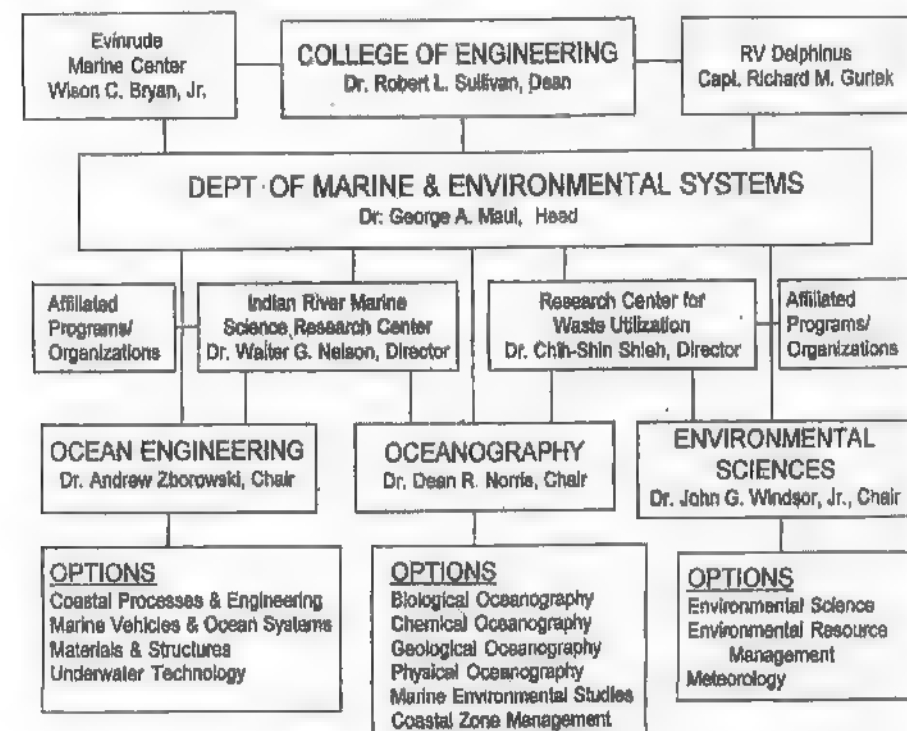 Evinrude
Marine Center
Wison C. Bryan, Jr.
COLLEGE OF ENGINEERING
Dr. Robert L. Sullivan, Dean
RV Delphinus
Capt. Richard M. Gurtek
DEPT. OF MARINE & ENVIRONMENTAL SYSTEMS
Dr. George A. Maul, Head
Affiliated
Programs/
Organizations
Indian River Marine
Science Research Center
Dr. Walter G. Nelson, Director
Research Center for
Waste Utilization
Dr. Chih-Shin Shieh, Director
Affiliated
Programs/
Organizations
OCEAN ENGINEERING
Dr. Andrew Zborowski, Chair
OCEANOGRAPHY
Dr. Dean R. Norris, Chair
ENVIRONMENTAL
SCIENCES
Dr. John G. Windsor, Jr., Chair
OPTIONS
Coastal Processes & Engineering
Marine Vehicles & Ocean Systems
Materials & Structures
Underwater Technology
OPTIONS
Biological Oceanography
Chemical Oceanography
Geological Oceanography
Physical Oceanography
Marine Environmental Studies
Coastal Zone Management
OPTIONS
Environmental Science
Environmental Resource
Management
Meteorology